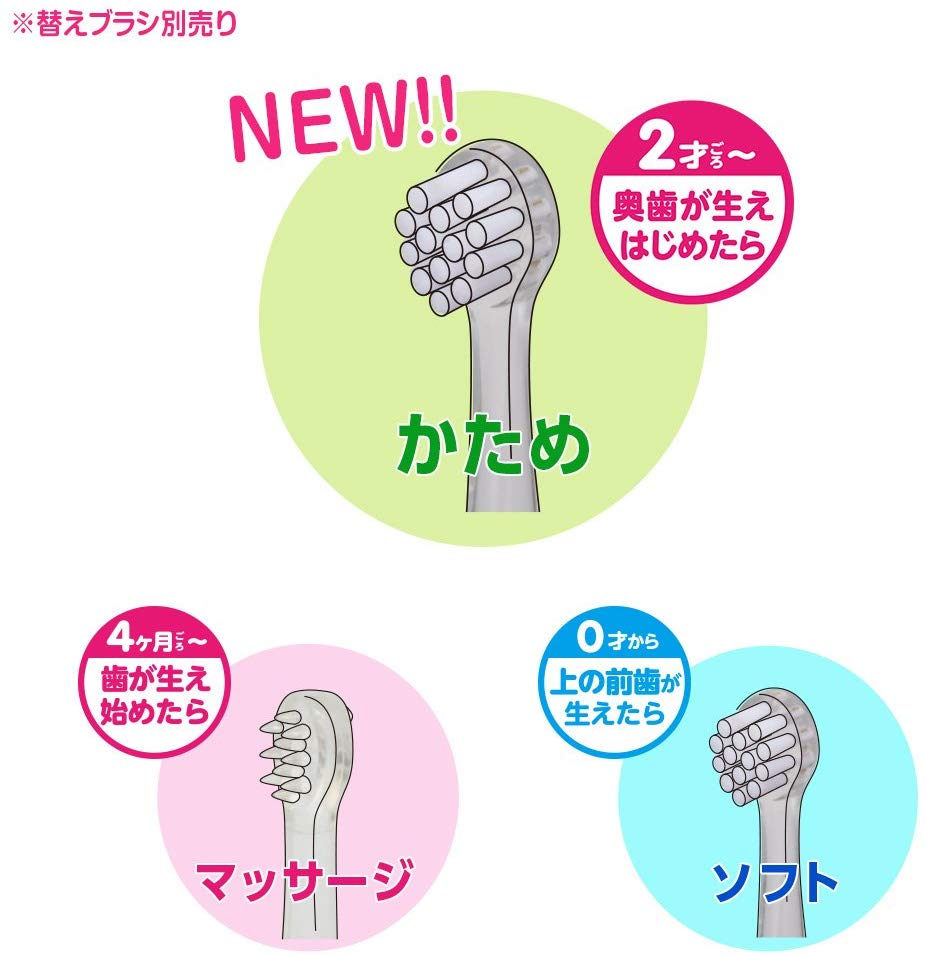 ※替えブラシ別売り
NEW!!
2才ごろ～
奥歯が生え
はじめたら
かため
4ヶ月ごろ～
歯が生え
始めたら
マッサージ
0才から
上の前歯が
生えたら
ソフト